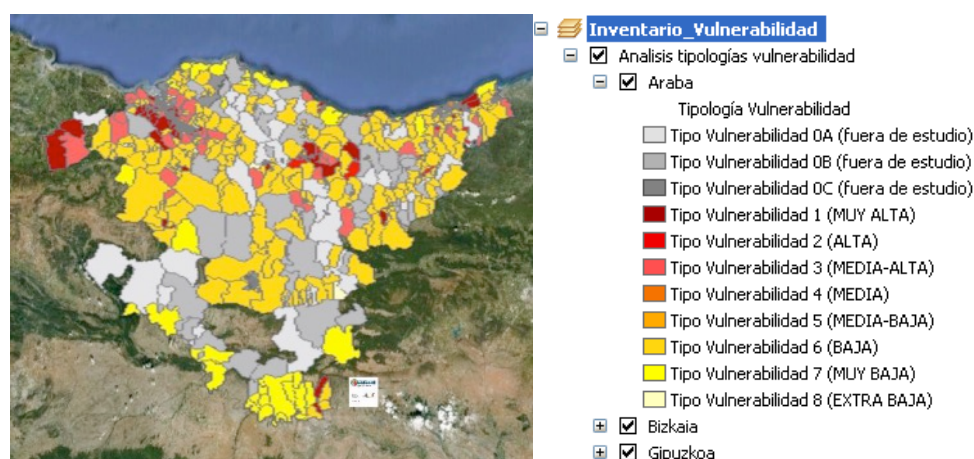 Inventario_Vulnerabilidad
Analisis tipologías vulnerabilidad
Araba
Tipología Vulnerabilidad
Tipo Vulnerabilidad 0A (fuera de estudio)
Tipo Vulnerabilidad 0B (fuera de estudio)
Tipo Vulnerabilidad 0C (fuera de estudio)
Tipo Vulnerabilidad 1 (MUY ALTA)
Tipo Vulnerabilidad 2 (ALTA)
Tipo Vulnerabilidad 3 (MEDIA-ALTA)
Tipo Vulnerabilidad 4 (MEDIA)
Tipo Vulnerabilidad 5 (MEDIA-BAJA)
Tipo Vulnerabilidad 6 (BAJA)
Tipo Vulnerabilidad 7 (MUY BAJA)
Tipo Vulnerabilidad 8 (EXTRA BAJA)
Bizkaia
Gipuzkoa